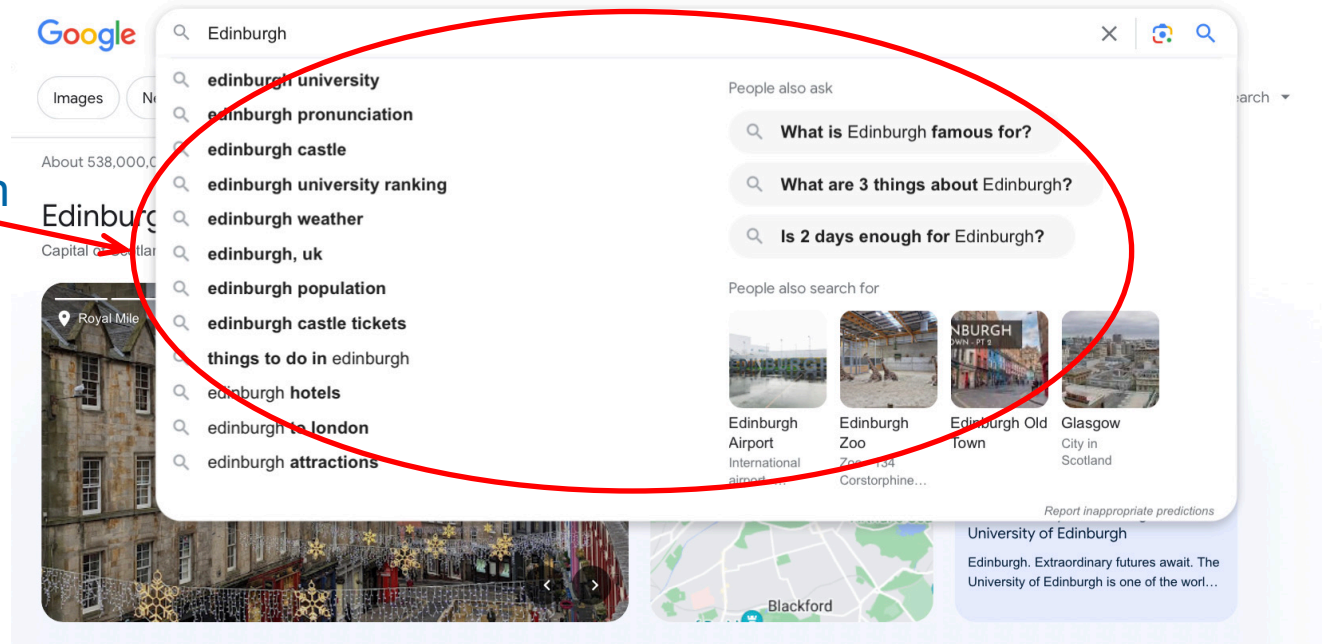 Google
Edinburgh
Images
edinburgh university
edinburgh pronunciation
edinburgh castle
edinburgh university ranking
edinburgh weather
edinburgh, uk
edinburgh population
edinburgh castle tickets
things to do in edinburgh
edinburgh hotels
edinburgh to london
edinburgh attractions
People also ask
What is Edinburgh famous for?
What are 3 things about Edinburgh?
Is 2 days enough for Edinburgh?
People also search for
Edinburgh
Airport
International
airport
Edinburgh
Zoo
Zoo · 134
Corstorphine...
Edinburgh Old
Town
Glasgow
City in
Scotland
Report inappropriate predictions
About 538,000,0
Capital of
Royal Mile
Blackford
University of Edinburgh
Edinburgh. Extraordinary futures await. The
University of Edinburgh is one of the worl...